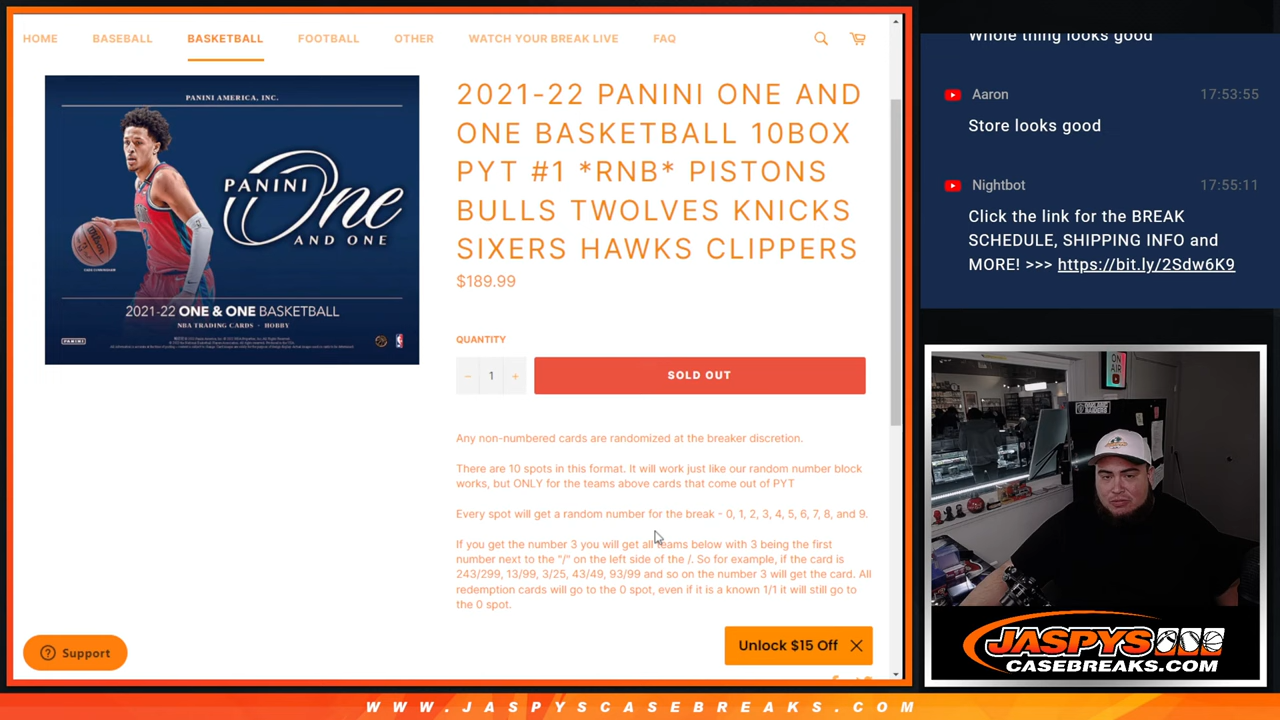 HOME BASEBALL BASKETBALL FOOTBALL OTHER WATCH YOUR BREAK LIVE FAQ
PANINI AMERICA, INC.
PANINI
One
AND ONE
CADE CUNNINGHAM
2021-22 ONE & ONE BASKETBALL
NBA TRADING CARDS • HOBBY
PANINI
2021-22 PANINI ONE AND
ONE BASKETBALL 10BOX
PYT #1 *RNB* PISTONS
BULLS TWOLVES KNICKS
SIXERS HAWKS CLIPPERS
$189.99
QUANTITY
− 1 +
SOLD OUT
Any non-numbered cards are randomized at the breaker discretion.
There are 10 spots in this format. It will work just like our random number block
works, but ONLY for the teams above cards that come out of PYT
Every spot will get a random number for the break - 0, 1, 2, 3, 4, 5, 6, 7, 8, and 9.
If you get the number 3 you will get all teams below with 3 being the first
number next to the "/" on the left side of the /. So for example, if the card is
243/299, 13/99, 3/25, 43/49, 93/99 and so on the number 3 will get the card. All
redemption cards will go to the 0 spot, even if it is a known 1/1 it will still go to
the 0 spot.
Support
Unlock $15 Off
Whole thing looks good
Aaron 17:53:55
Store looks good
Nightbot 17:55:11
Click the link for the BREAK
SCHEDULE, SHIPPING INFO and
MORE! >>> https://bit.ly/2Sdw6K9
ON
AIR
JASPYS
CASEBREAKS.COM
WWW.JASPYSCASEBREAKS.COM